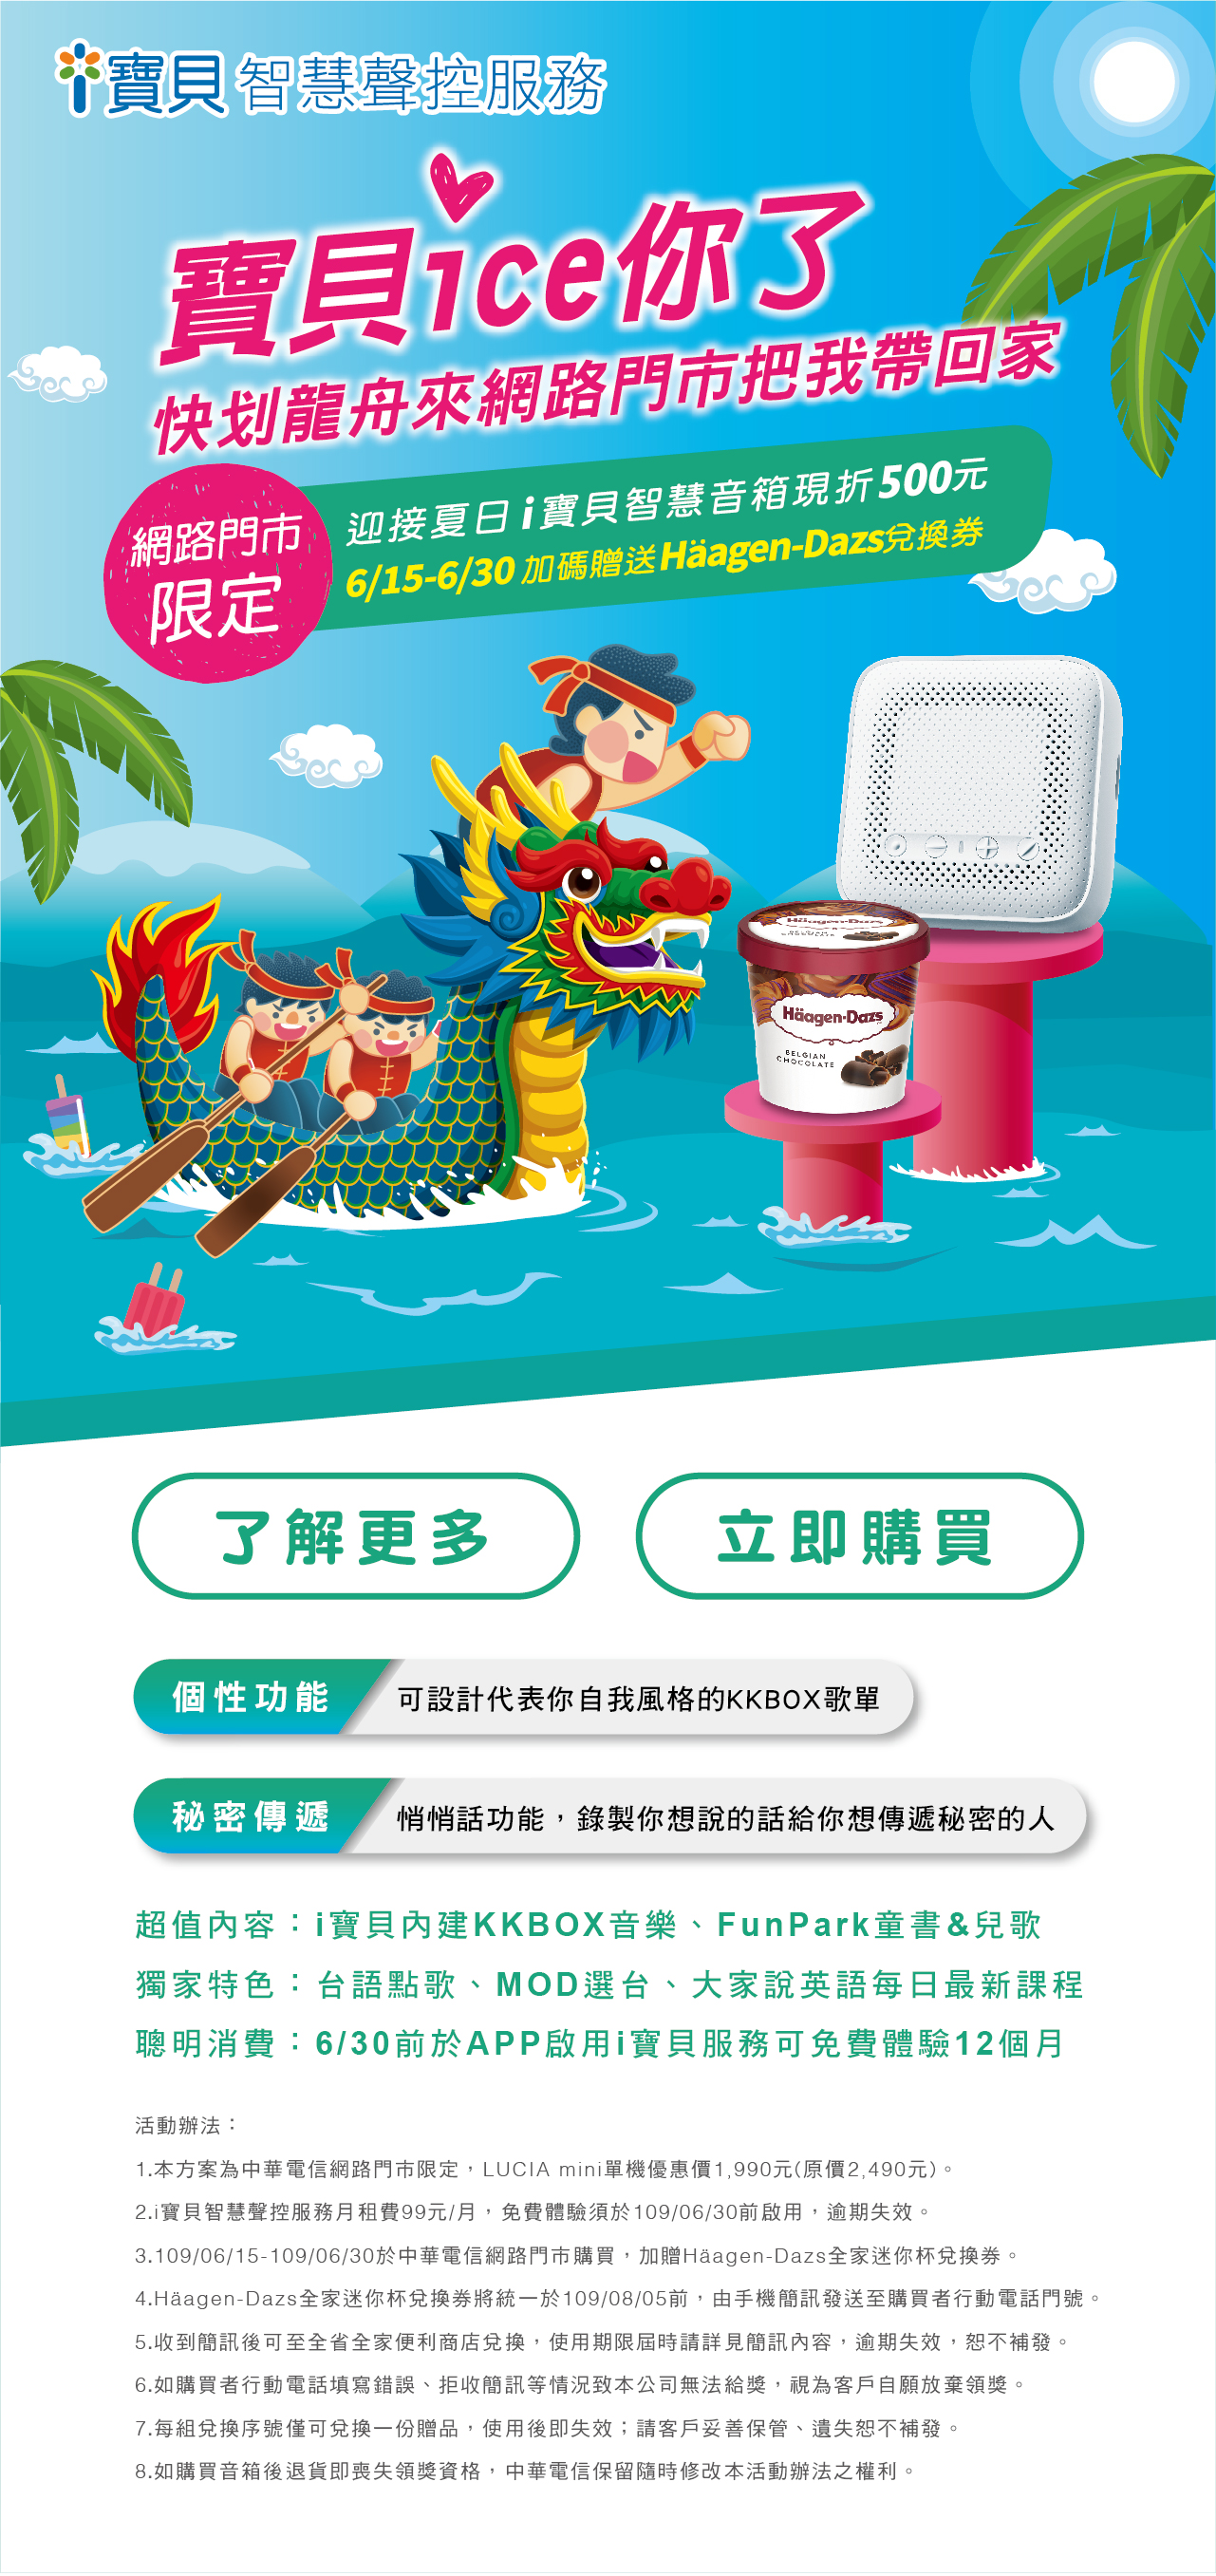 i寶貝智慧聲控服務
寶貝ice你了
快划龍舟來網路門市把我帶回家
網路門市
限定
迎接夏日i寶貝智慧音箱現折500元
6/15-6/30 加碼贈送Häagen-Dazs兌換券
Häagen-Dazs
Häagen-Dazs
BELGIAN
CHOCOLATE
了解更多
立即購買
個性功能
可設計代表你自我風格的KKBOX歌單
秘密傳遞
悄悄話功能，錄製你想說的話給你想傳遞秘密的人
超值內容：i寶貝內建KKBOX音樂、FunPark童書&兒歌
獨家特色：台語點歌、MOD選台、大家說英語每日最新課程
聰明消費：6/30前於APP啟用i寶貝服務可免費體驗12個月
活動辦法：
1.本方案為中華電信網路門市限定，LUCIA mini單機優惠價1,990元(原價2,490元)。
2.i寶貝智慧聲控服務月租費99元/月，免費體驗須於109/06/30前啟用，逾期失效。
3.109/06/15-109/06/30於中華電信網路門市購買，加贈Häagen-Dazs全家迷你杯兌換券。
4.Häagen-Dazs全家迷你杯兌換券將統一於109/08/05前，由手機簡訊發送至購買者行動電話門號。
5.收到簡訊後可至全省全家便利商店兌換，使用期限屆時請詳見簡訊內容，逾期失效，恕不補發。
6.如購買者行動電話填寫錯誤、拒收簡訊等情況致本公司無法給獎，視為客戶自願放棄領獎。
7.每組兌換序號僅可兌換一份贈品，使用後即失效；請客戶妥善保管、遺失恕不補發。
8.如購買音箱後退貨即喪失領獎資格，中華電信保留隨時修改本活動辦法之權利。